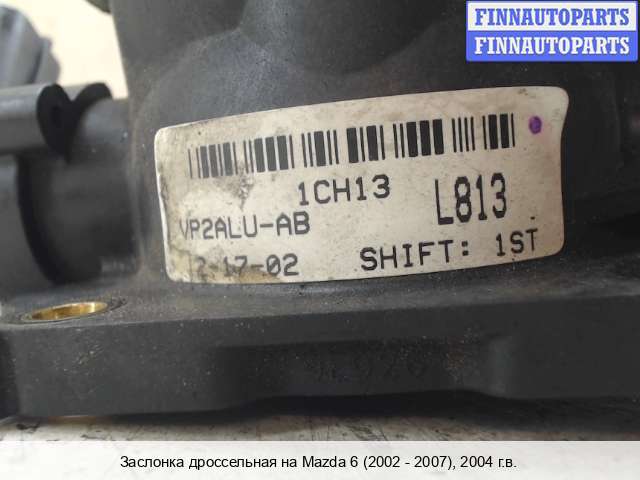 FINNAUTOPARTS
FINNAUTOPARTS
1CH13
L813
VP2ALU-AB
2-17-02
SHIFT: 1ST
Заслонка дроссельная на Mazda 6 (2002 - 2007), 2004 г.в.